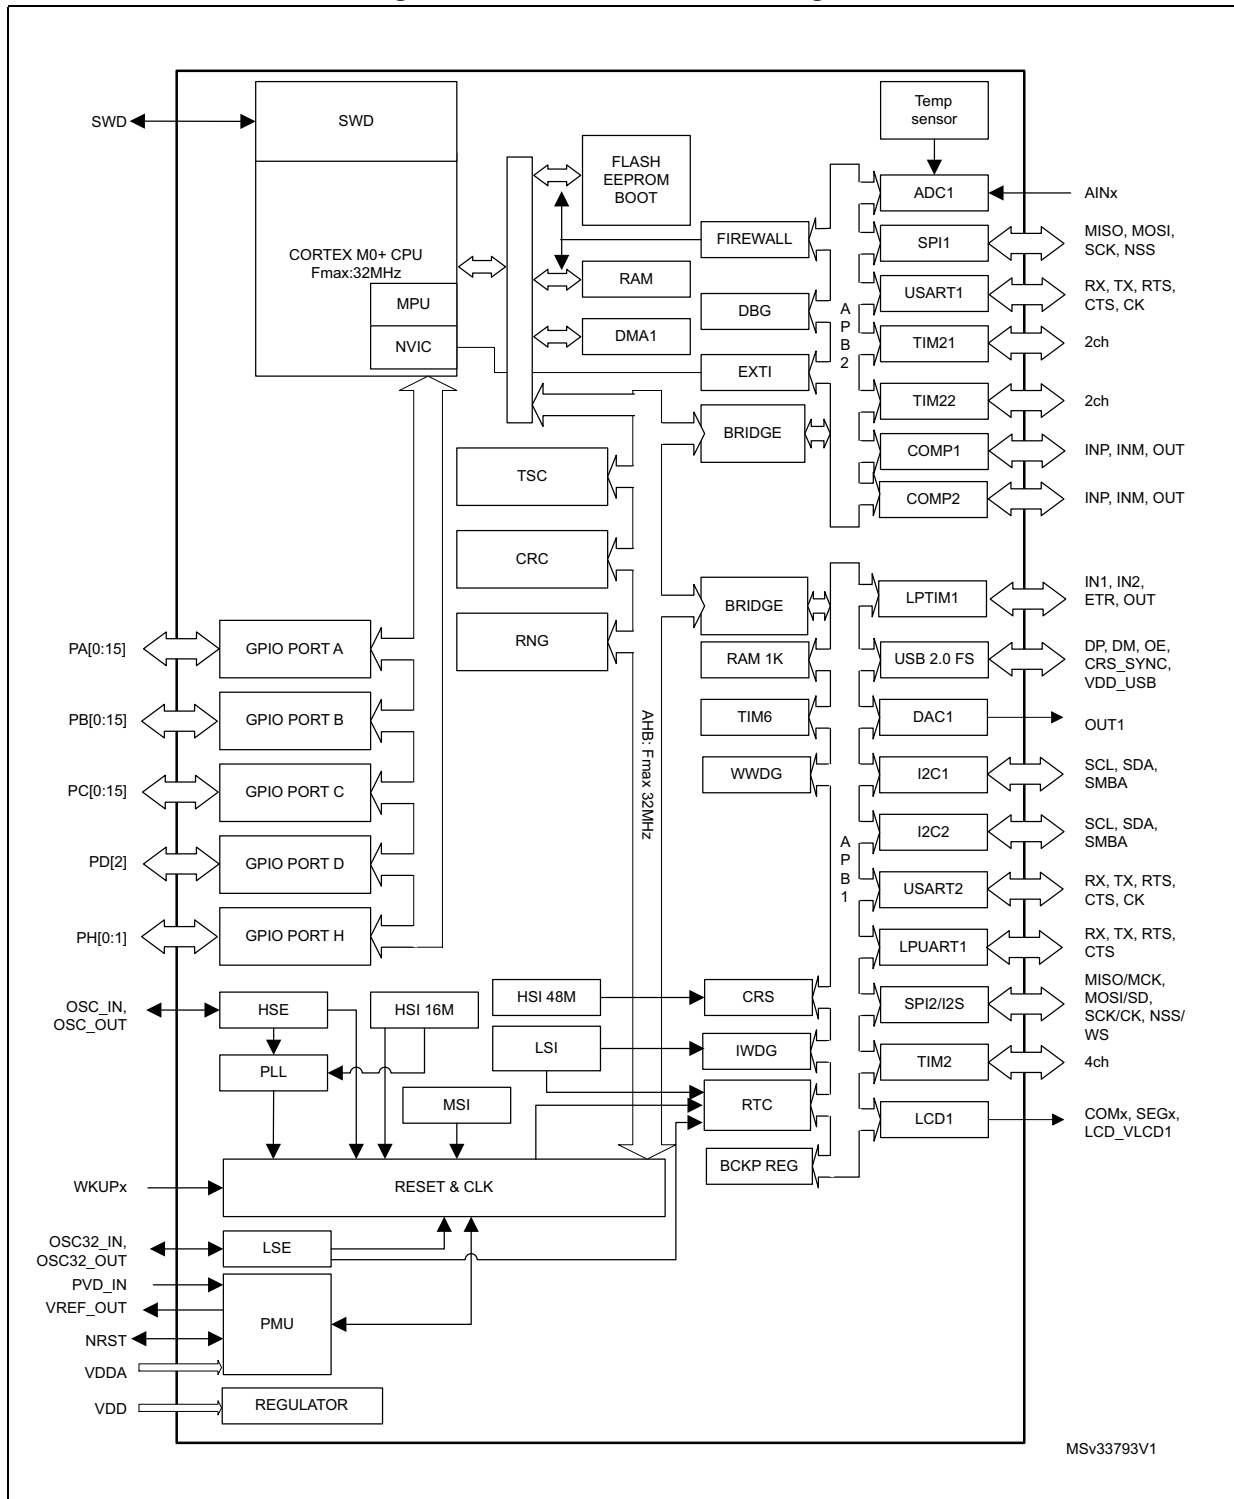 SWD
SWD
CORTEX M0+ CPU
Fmax:32MHz
MPU
NVIC
FLASH
EEPROM
BOOT
RAM
DMA1
FIREWALL
DBG
EXTI
BRIDGE
A
P
B
2
Temp
sensor
ADC1
AINx
SPI1
MISO, MOSI,
SCK, NSS
USART1
RX, TX, RTS,
CTS, CK
TIM21
2ch
TIM22
2ch
COMP1
INP, INM, OUT
COMP2
INP, INM, OUT
TSC
CRC
RNG
AHB: Fmax 32MHz
BRIDGE
RAM 1K
TIM6
WWDG
A
P
B
1
LPTIM1
IN1, IN2,
ETR, OUT
USB 2.0 FS
DP, DM, OE,
CRS_SYNC,
VDD_USB
DAC1
OUT1
I2C1
SCL, SDA,
SMBA
I2C2
SCL, SDA,
SMBA
USART2
RX, TX, RTS,
CTS, CK
LPUART1
RX, TX, RTS,
CTS
SPI2/I2S
MISO/MCK,
MOSI/SD,
SCK/CK, NSS/
WS
TIM2
4ch
LCD1
COMx, SEGx,
LCD_VLCD1
PA[0:15]
GPIO PORT A
PB[0:15]
GPIO PORT B
PC[0:15]
GPIO PORT C
PD[2]
GPIO PORT D
PH[0:1]
GPIO PORT H
OSC_IN,
OSC_OUT
HSE
HSI 16M
PLL
MSI
HSI 48M
CRS
LSI
IWDG
RTC
BCKP REG
WKUPx
RESET & CLK
OSC32_IN,
OSC32_OUT
LSE
PVD_IN
VREF_OUT
NRST
VDDA
PMU
VDD
REGULATOR
MSv33793V1